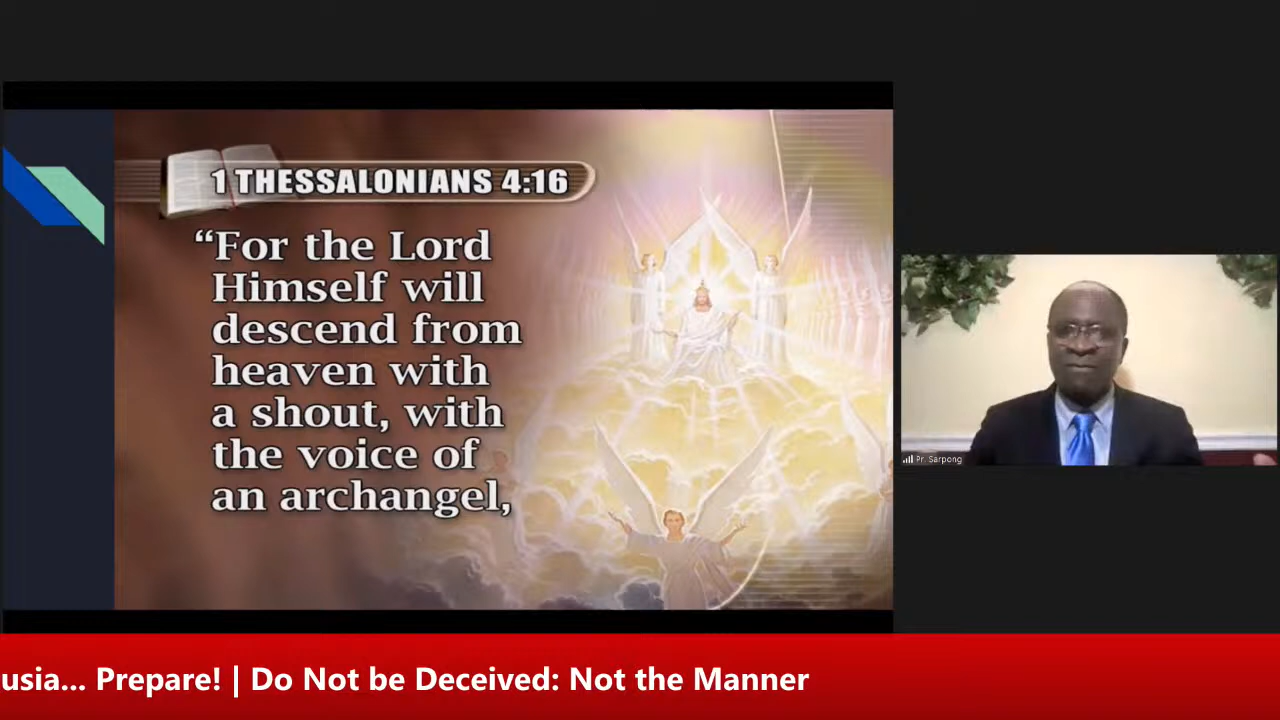 1 THESSALONIANS 4:16
“For the Lord
Himself will
descend from
heaven with
a shout, with
the voice of
an archangel,
Pr. Sarpong
usia... Prepare! | Do Not be Deceived: Not the Manner